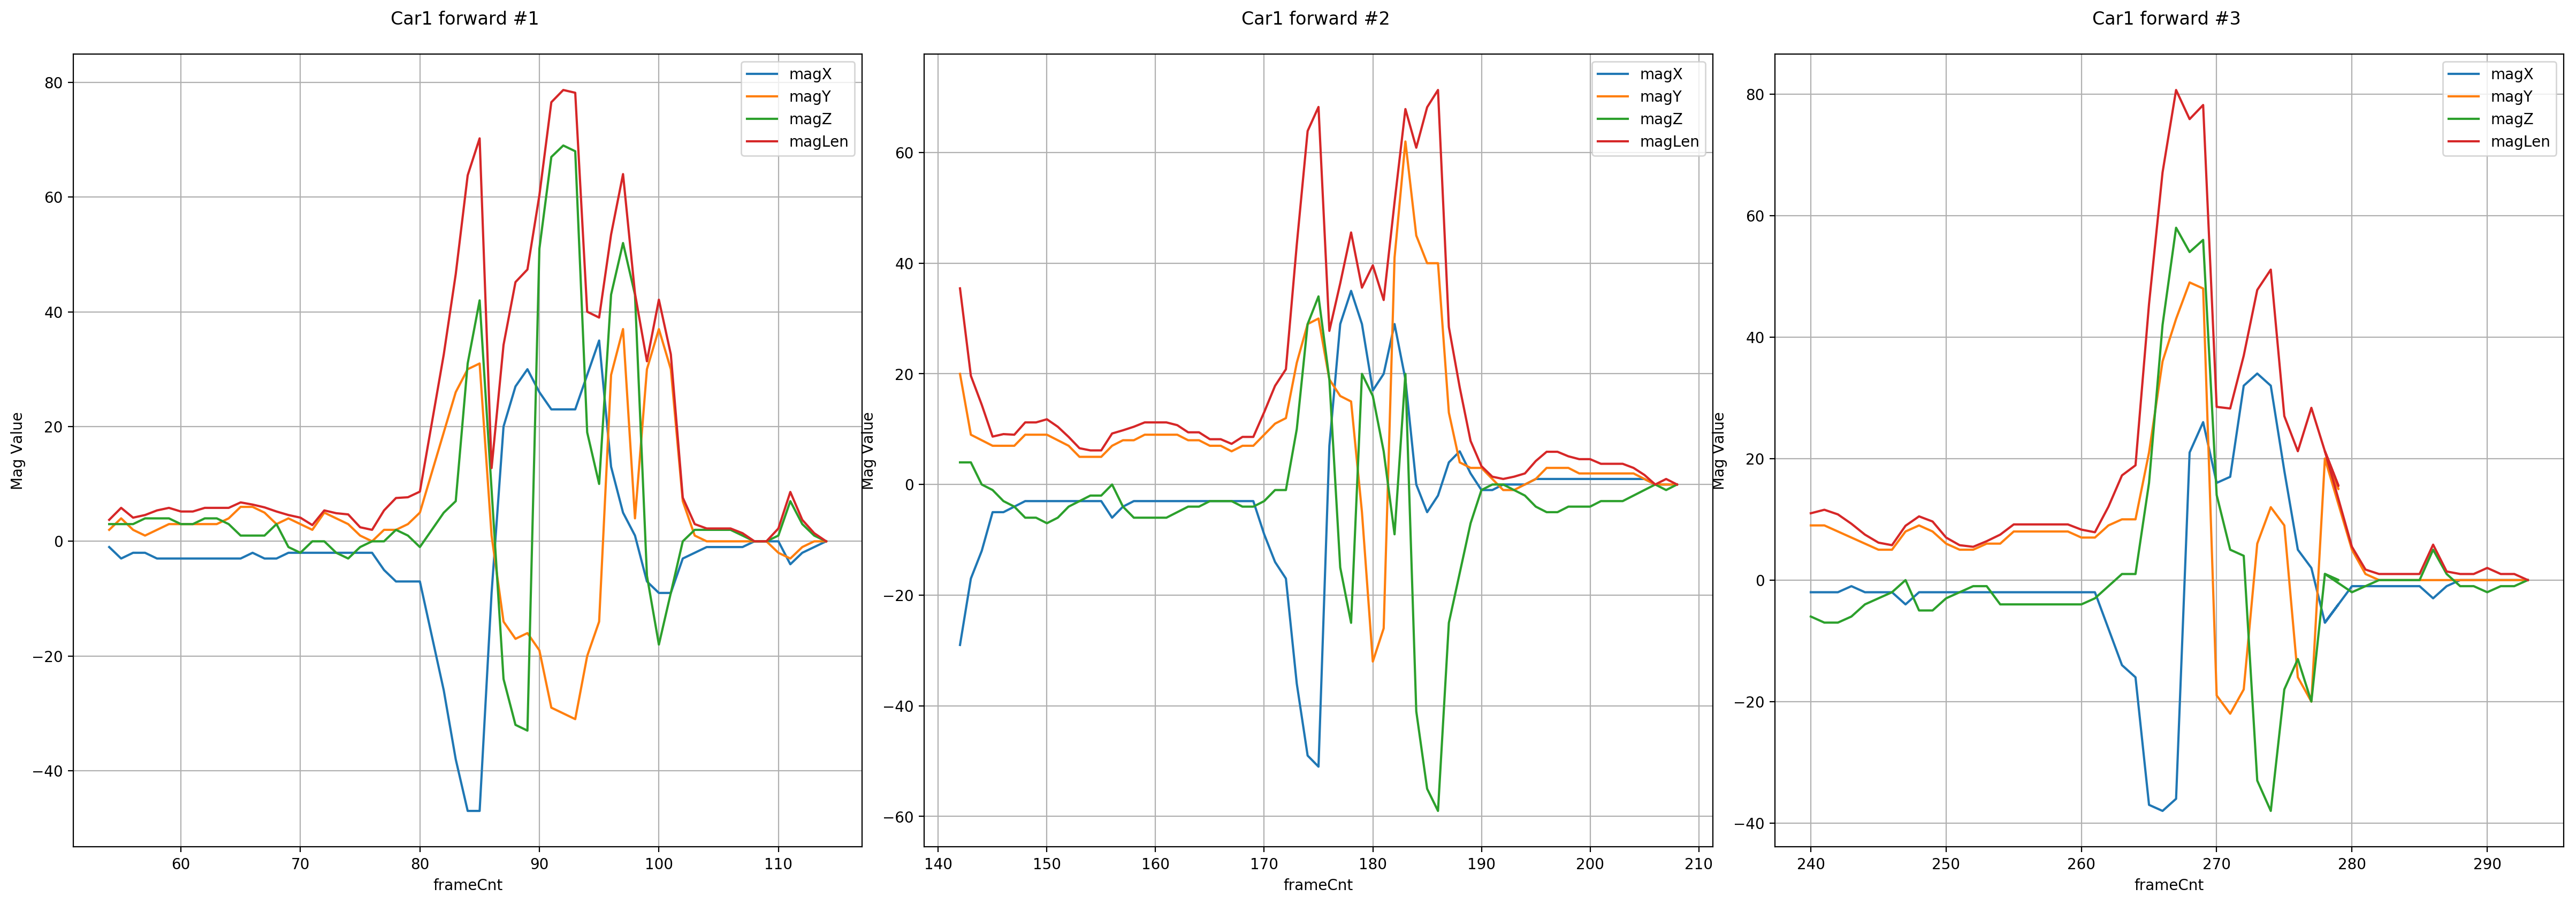 Car1 forward #1
Mag Value
80
60
40
20
0
−20
−40
60 70 80 90 100 110
frameCnt
magX
magY
magZ
magLen
Car1 forward #2
Mag Value
60
40
20
0
−20
−40
−60
140 150 160 170 180 190 200 210
frameCnt
magX
magY
magZ
magLen
Car1 forward #3
Mag Value
80
60
40
20
0
−20
−40
240 250 260 270 280 290
frameCnt
magX
magY
magZ
magLen